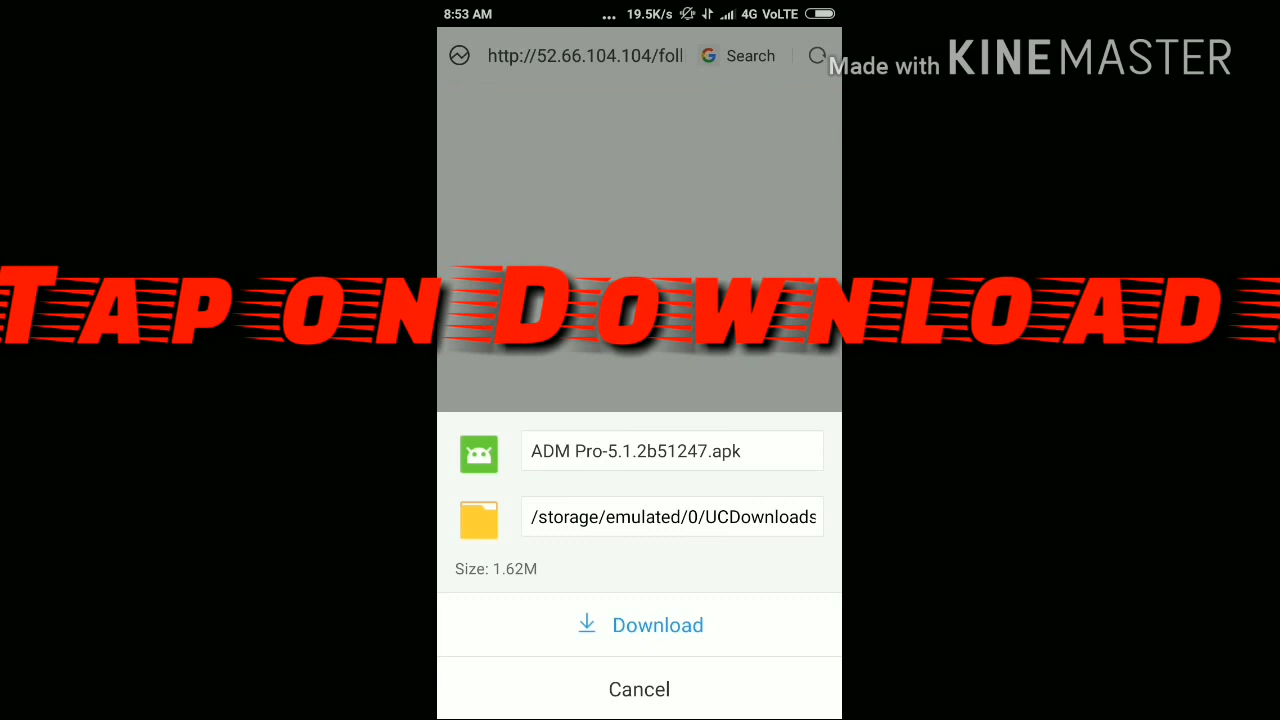 8:53 AM ... 19.5K/s 4G VoLTE
http://52.66.104.104/foll Search
Made with KINEMASTER
TAP ON DOWNLOAD
ADM Pro-5.1.2b51247.apk
/storage/emulated/0/UCDownloads
Size: 1.62M
Download
Cancel